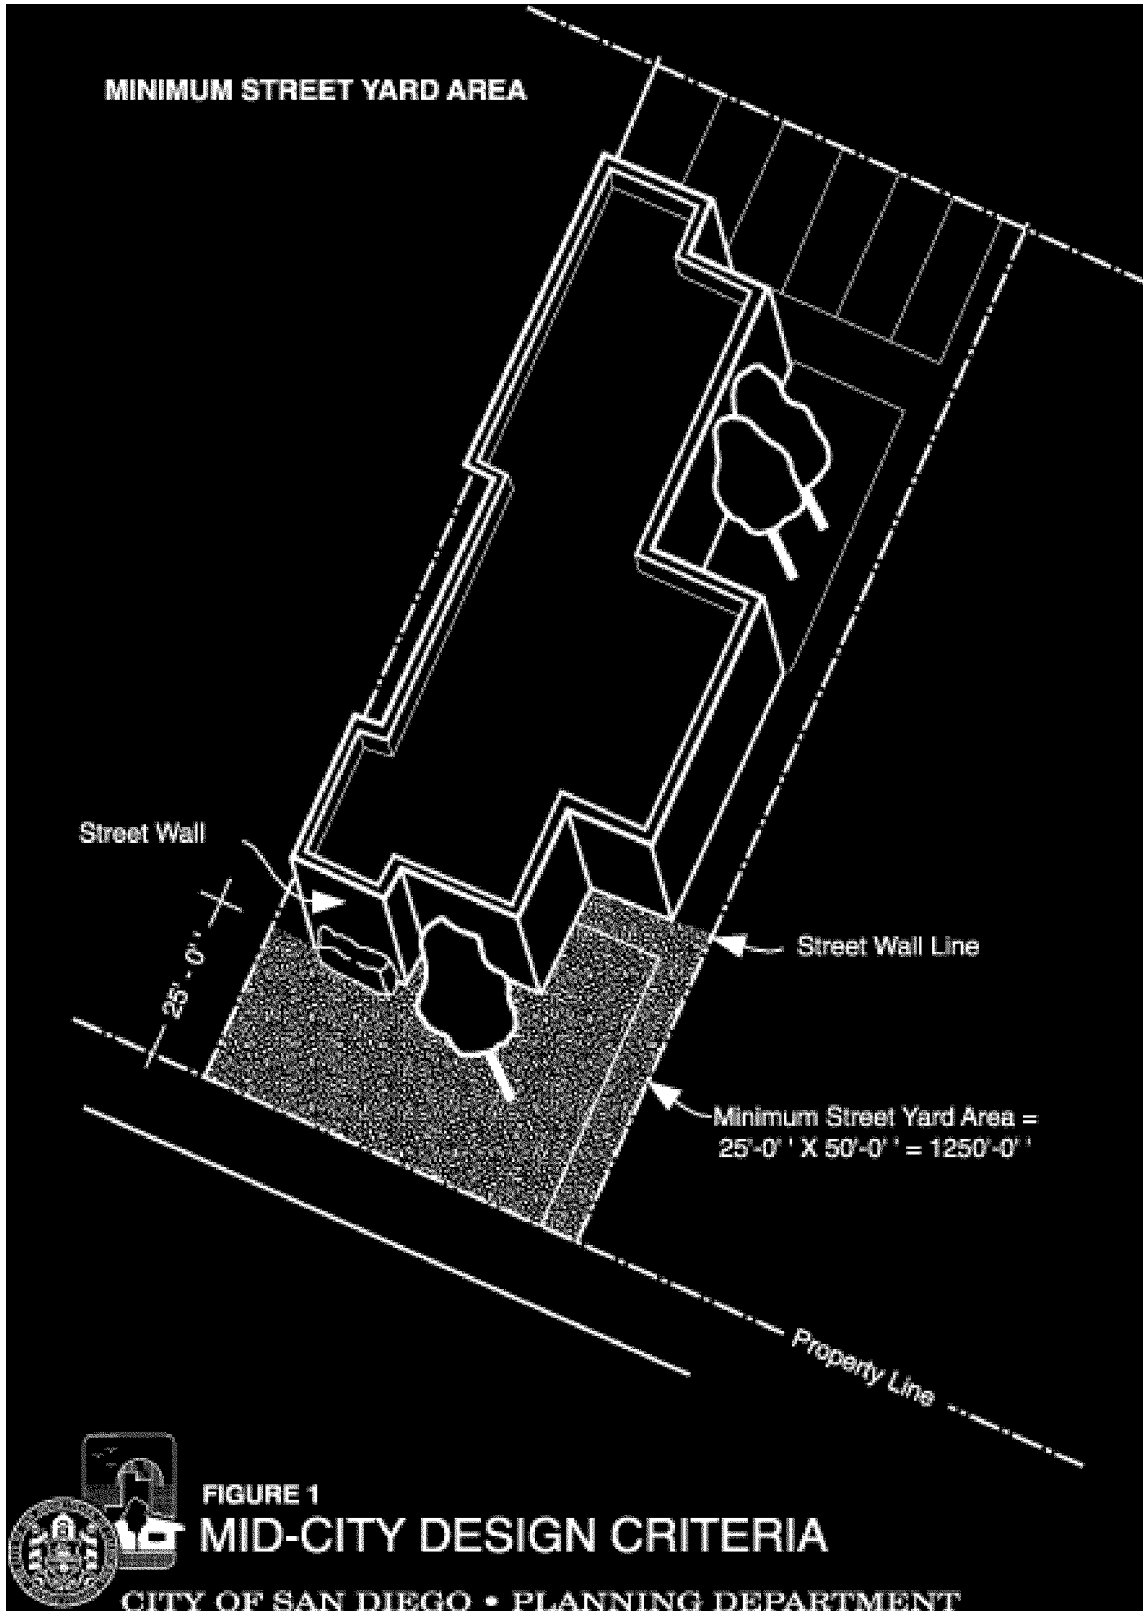 MINIMUM STREET YARD AREA
Street Wall
25'-0''
Street Wall Line
Minimum Street Yard Area =
25'-0'' X 50'-0'' = 1250'-0''
Property Line
FIGURE 1
MID-CITY DESIGN CRITERIA
CITY OF SAN DIEGO • PLANNING DEPARTMENT